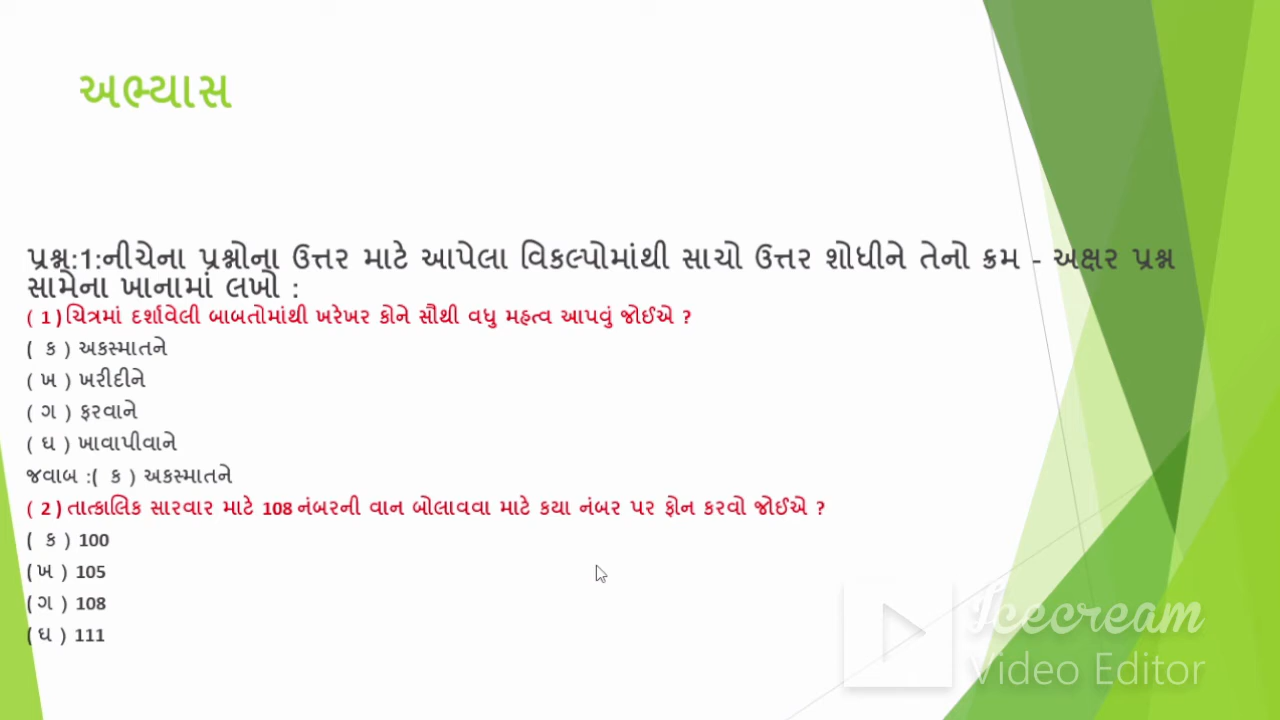 અભ્યાસ
પ્રશ્ન:1:નીચેના પ્રશ્નોના ઉત્તર માટે આપેલા વિકલ્પોમાંથી સાચો ઉત્તર શોધીને તેનો ક્રમ - અક્ષર પ્રશ્ન
સામેના ખાનામાં લખો :
( 1 ) ચિત્રમાં દર્શાવેલી બાબતોમાંથી ખરેખર કોને સૌથી વધુ મહત્વ આપવું જોઈએ ?
( ક ) અકસ્માતને
( ખ ) ખરીદીને
( ગ ) ફરવાને
( ઘ ) ખાવાપીવાને
જવાબ :( ક ) અકસ્માતને
( 2 ) તાત્કાલિક સારવાર માટે 108 નંબરની વાન બોલાવવા માટે કયા નંબર પર ફોન કરવો જોઈએ ?
( ક ) 100
( ખ ) 105
( ગ ) 108
( ઘ ) 111
Icecream
Video Editor